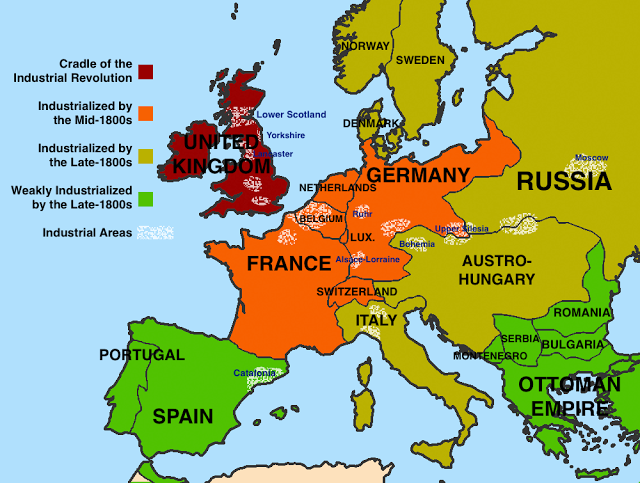 Cradle of the
Industrial Revolution
Industrialized by
the Mid-1800s
Industrialized by
the Late-1800s
Weakly Industrialized
by the Late-1800s
Industrial Areas
NORWAY
SWEDEN
Lower Scotland
DENMARK
Yorkshire
UNITED
KINGDOM
Moscow
GERMANY
RUSSIA
NETHERLANDS
Ruhr
BELGIUM
Upper Silesia
LUX.
Bohemia
FRANCE
Alsace-Lorraine
AUSTRO-
HUNGARY
SWITZERLAND
ITALY
ROMANIA
SERBIA
BULGARIA
PORTUGAL
MONTENEGRO
Catalonia
OTTOMAN
EMPIRE
SPAIN